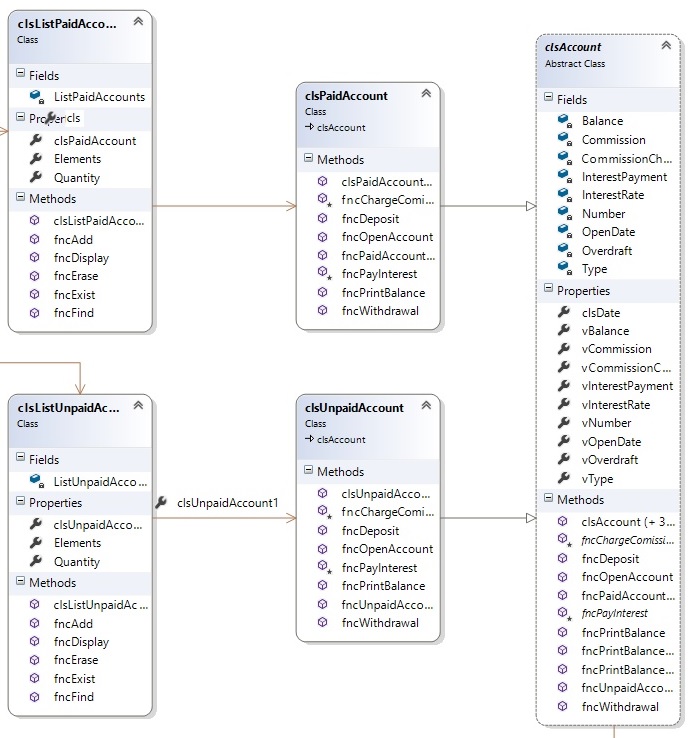 clsListPaidAcco...
Class
Fields
ListPaidAccounts
cls
clsPaidAccount
Elements
Quantity
Methods
clsListPaidAcco...
fncAdd
fncDisplay
fncErase
fncExist
fncFind
clsPaidAccount
Class
clsAccount
Methods
clsPaidAccount...
fncChargeComi...
fncDeposit
fncOpenAccount
fncPaidAccount...
fncPayInterest
fncPrintBalance
fncWithdrawal
clsListUnpaidAc...
Class
Fields
ListUnpaidAcco...
Properties
clsUnpaidAcco...
Elements
Quantity
Methods
clsListUnpaidAc...
fncAdd
fncDisplay
fncErase
fncExist
fncFind
clsUnpaidAccount1
clsUnpaidAccount
Class
clsAccount
Methods
clsUnpaidAcco...
fncChargeComi...
fncDeposit
fncOpenAccount
fncPayInterest
fncPrintBalance
fncUnpaidAcco...
fncWithdrawal
clsAccount
Abstract Class
Fields
Balance
Commission
CommissionCh...
InterestPayment
InterestRate
Number
OpenDate
Overdraft
Type
Properties
clsDate
vBalance
vCommission
vCommissionC...
vInterestPayment
vInterestRate
vNumber
vOpenDate
vOverdraft
vType
Methods
clsAccount (+ 3...
fncChargeComissi...
fncDeposit
fncOpenAccount
fncPaidAccount...
fncPayInterest
fncPrintBalance
fncPrintBalance...
fncPrintBalance...
fncUnpaidAcco...
fncWithdrawal